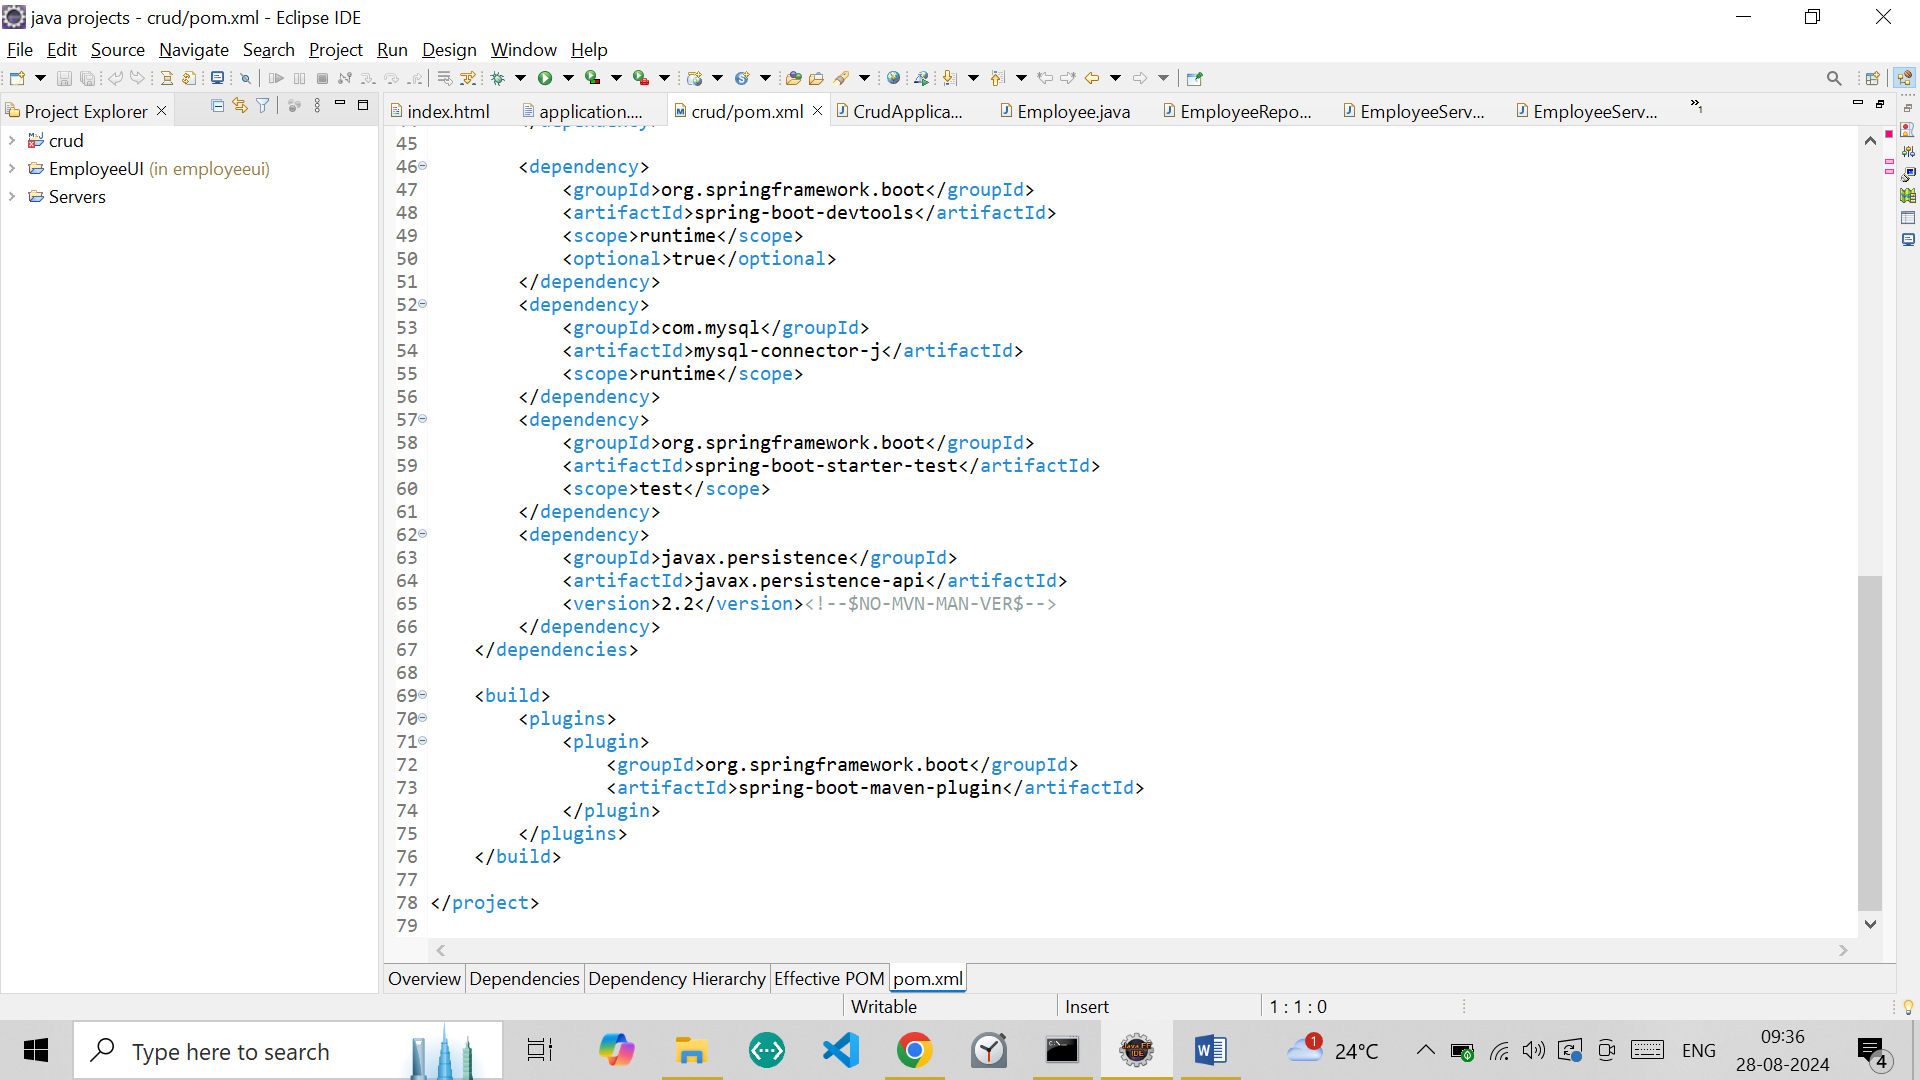 java projects - crud/pom.xml - Eclipse IDE
File Edit Source Navigate Search Project Run Design Window Help
Project Explorer
index.html
application....
crud/pom.xml
CrudApplica...
Employee.java
EmployeeRepo...
EmployeeServ...
EmployeeServ...
»1
crud
EmployeeUI (in employeeui)
Servers
45
46 <dependency>
47 <groupId>org.springframework.boot</groupId>
48 <artifactId>spring-boot-devtools</artifactId>
49 <scope>runtime</scope>
50 <optional>true</optional>
51 </dependency>
52 <dependency>
53 <groupId>com.mysql</groupId>
54 <artifactId>mysql-connector-j</artifactId>
55 <scope>runtime</scope>
56 </dependency>
57 <dependency>
58 <groupId>org.springframework.boot</groupId>
59 <artifactId>spring-boot-starter-test</artifactId>
60 <scope>test</scope>
61 </dependency>
62 <dependency>
63 <groupId>javax.persistence</groupId>
64 <artifactId>javax.persistence-api</artifactId>
65 <version>2.2</version><!--$NO-MVN-MAN-VER$-->
66 </dependency>
67 </dependencies>
68
69 <build>
70 <plugins>
71 <plugin>
72 <groupId>org.springframework.boot</groupId>
73 <artifactId>spring-boot-maven-plugin</artifactId>
74 </plugin>
75 </plugins>
76 </build>
77
78 </project>
79
Overview Dependencies Dependency Hierarchy Effective POM pom.xml
Writable Insert 1 : 1 : 0
Type here to search
1
24°C
ENG
09:36
28-08-2024
4